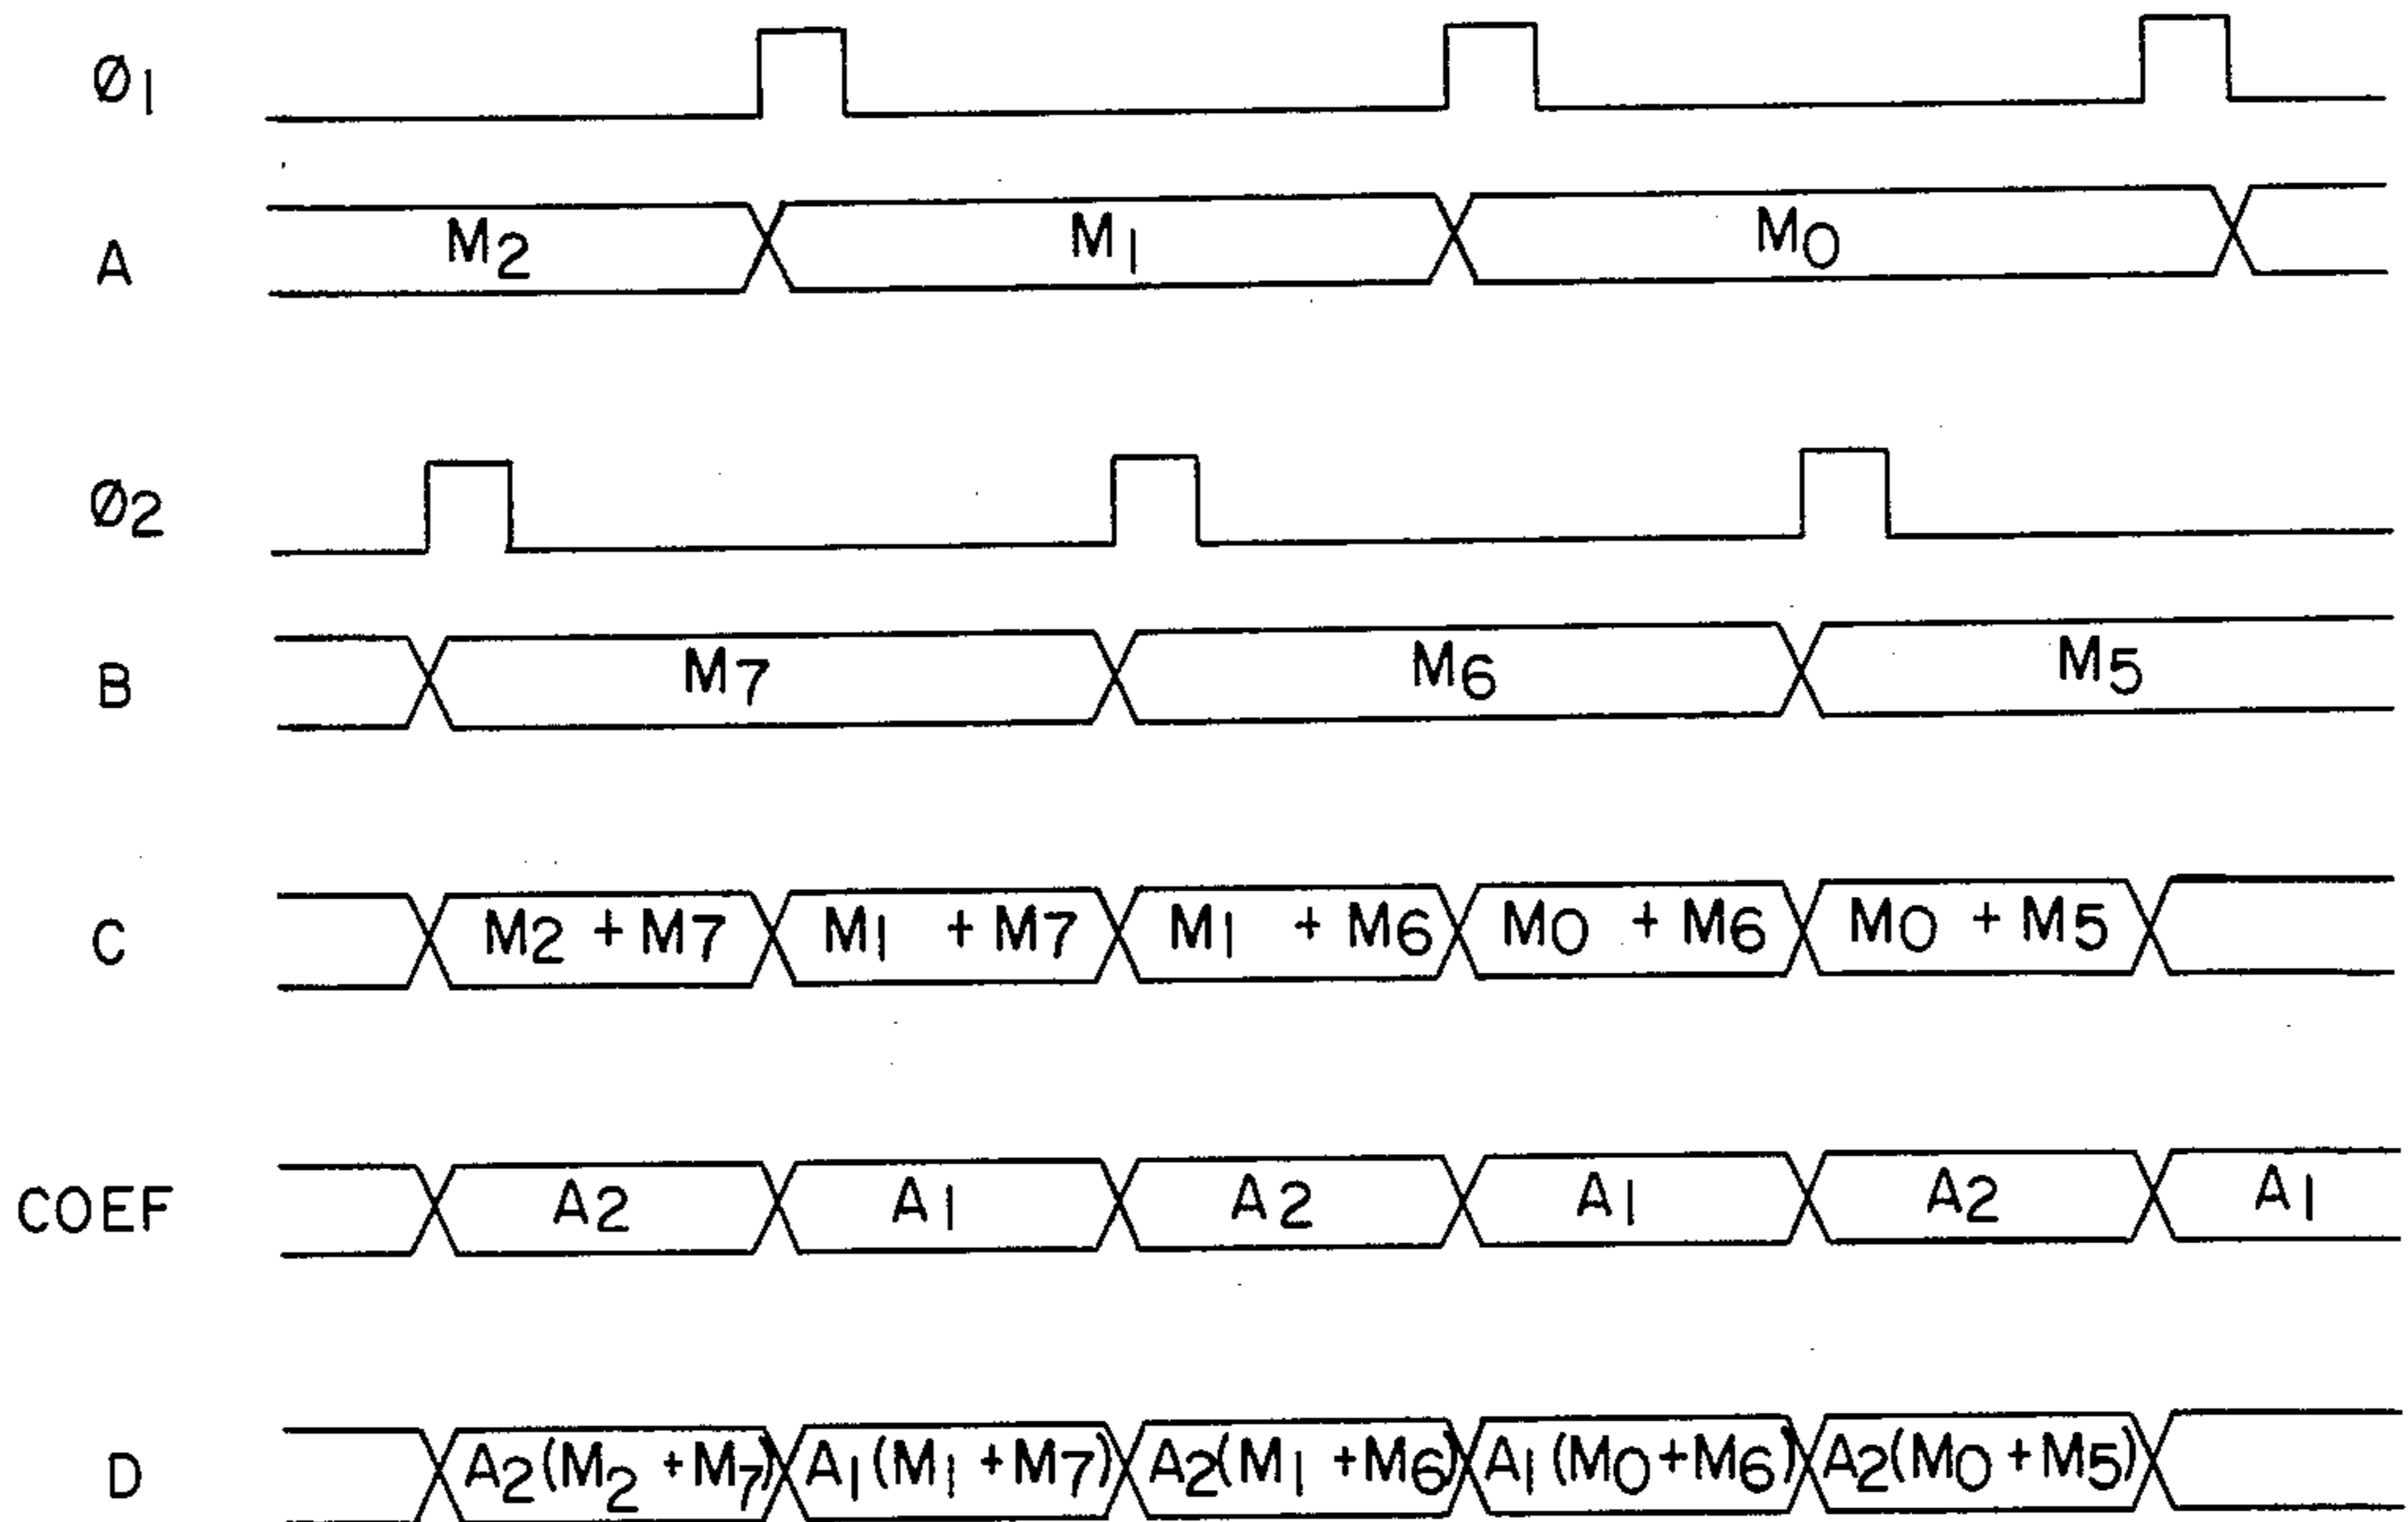 Ø1
A M2 M1 M0
Ø2
B M7 M6 M5
C M2 + M7 M1 + M7 M1 + M6 M0 + M6 M0 + M5
COEF A2 A1 A2 A1 A2 A1
D A2(M2 + M7) A1(M1 + M7) A2(M1 + M6) A1(M0 + M6) A2(M0 + M5)